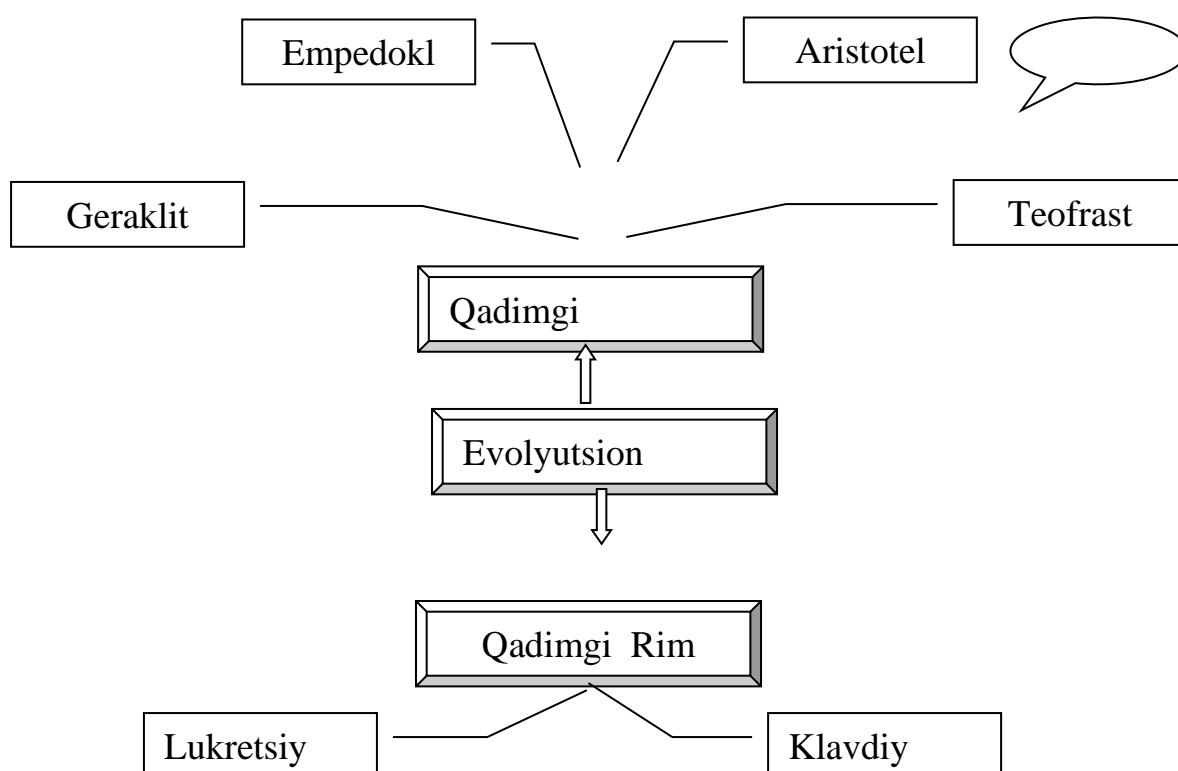 Empedokl
Aristotel
Geraklit
Teofrast
Qadimgi
Evolyutsion
Qadimgi Rim
Lukretsiy
Klavdiy